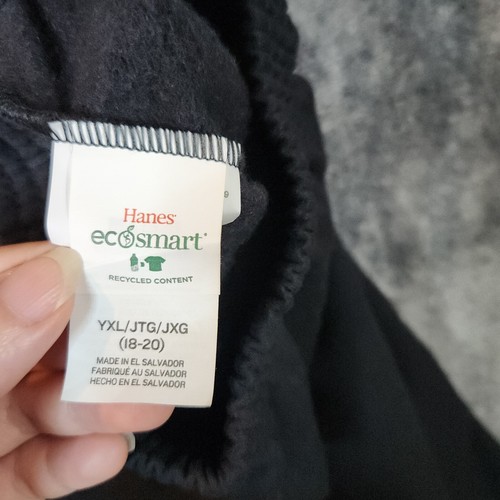 9
Hanes
ecosmart
RECYCLED CONTENT
YXL/JTG/JXG
(18-20)
MADE IN EL SALVADOR
FABRIQUÉ AU SALVADOR
HECHO EN EL SALVADOR